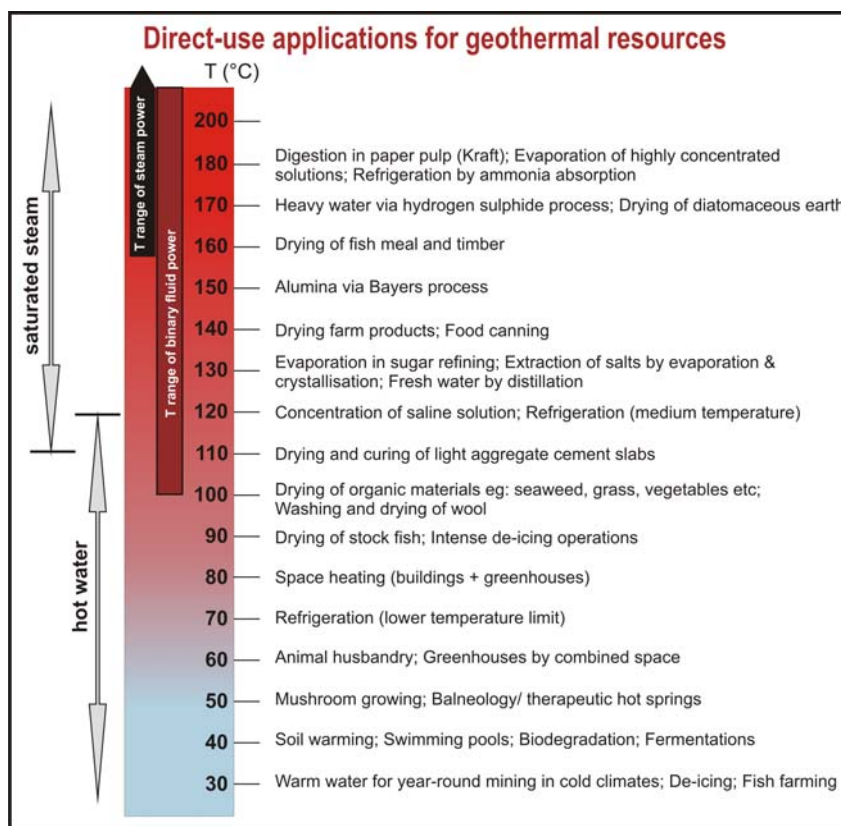 Direct-use applications for geothermal resources
T (°C)
saturated steam
hot water
T range of steam power
T range of binary fluid power
200
180
Digestion in paper pulp (Kraft); Evaporation of highly concentrated
solutions; Refrigeration by ammonia absorption
170
Heavy water via hydrogen sulphide process; Drying of diatomaceous earth
160
Drying of fish meal and timber
150
Alumina via Bayers process
140
Drying farm products; Food canning
130
Evaporation in sugar refining; Extraction of salts by evaporation &
crystallisation; Fresh water by distillation
120
Concentration of saline solution; Refrigeration (medium temperature)
110
Drying and curing of light aggregate cement slabs
100
Drying of organic materials eg: seaweed, grass, vegetables etc;
Washing and drying of wool
90
Drying of stock fish; Intense de-icing operations
80
Space heating (buildings + greenhouses)
70
Refrigeration (lower temperature limit)
60
Animal husbandry; Greenhouses by combined space
50
Mushroom growing; Balneology/ therapeutic hot springs
40
Soil warming; Swimming pools; Biodegradation; Fermentations
30
Warm water for year-round mining in cold climates; De-icing; Fish farming